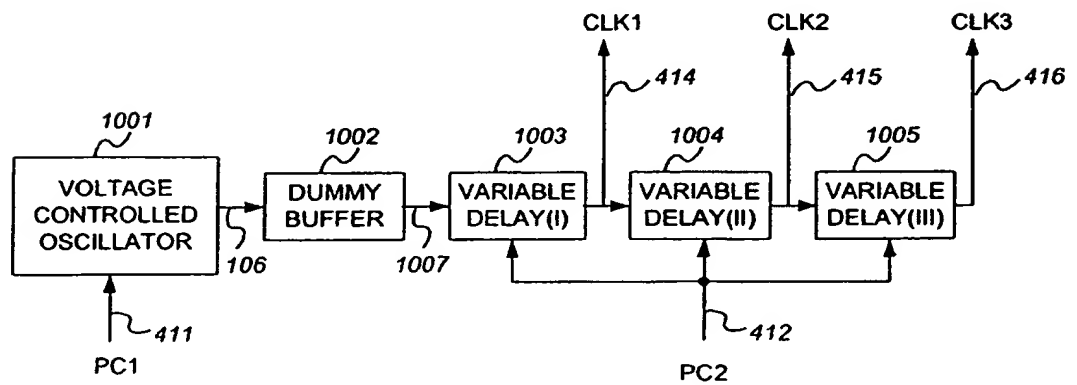 CLK1 CLK2 CLK3
414 415 416
1001 1002 1003 1004 1005
VOLTAGE
CONTROLLED
OSCILLATOR
DUMMY
BUFFER
VARIABLE
DELAY(I)
VARIABLE
DELAY(II)
VARIABLE
DELAY(III)
106 1007
411 412
PC1 PC2